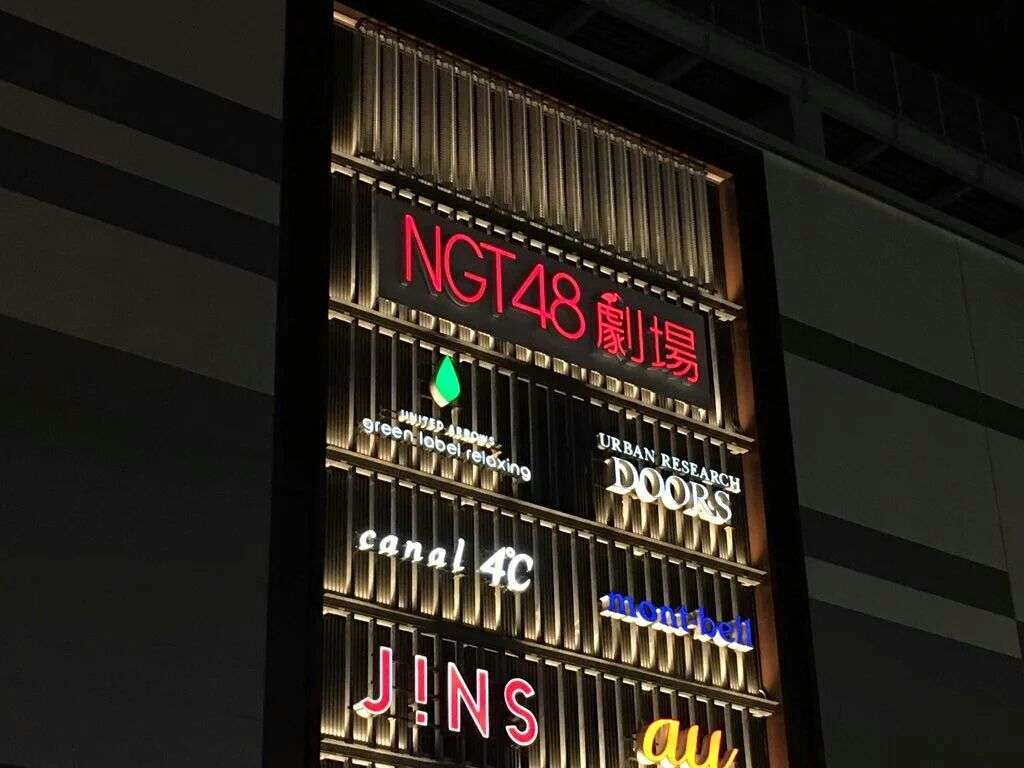 NGT48 劇場
UNITED ARROWS
green label relaxing
URBAN RESEARCH
DOORS
canal 4℃
mont-bell
J!NS
au